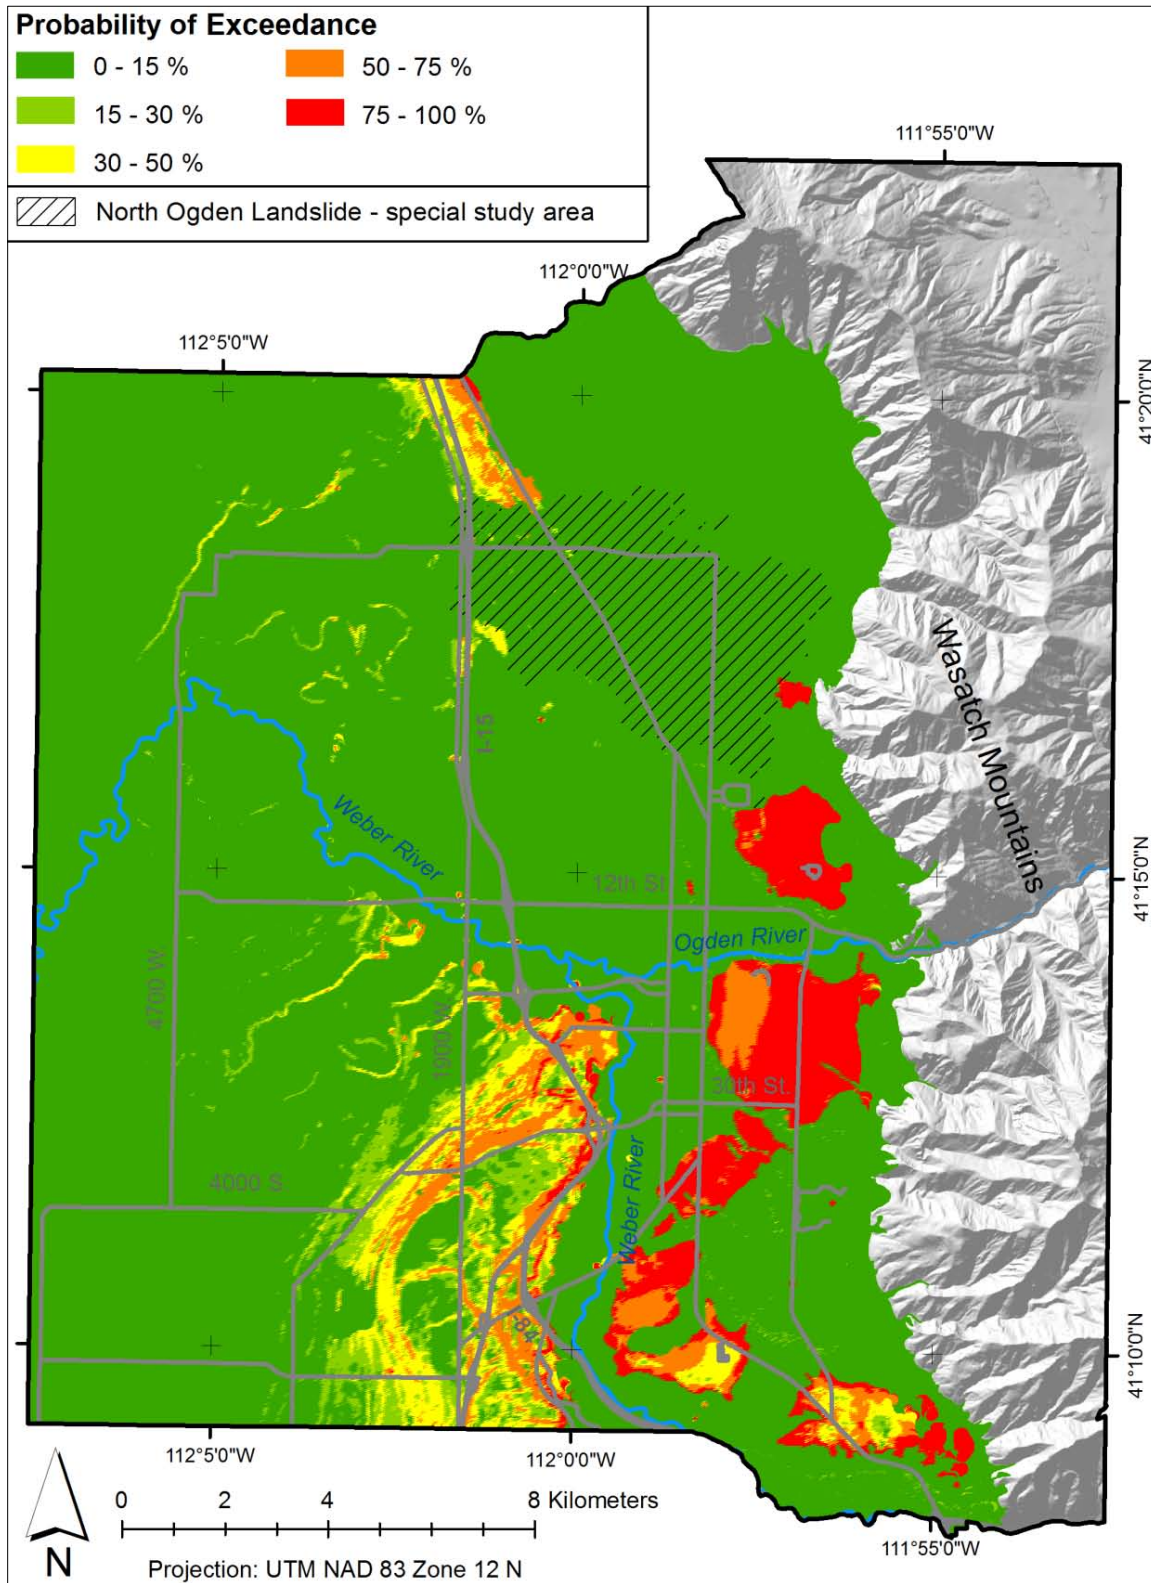 Probability of Exceedance
0 - 15 %
50 - 75 %
15 - 30 %
75 - 100 %
30 - 50 %
North Ogden Landslide - special study area
111°55'0"W
112°0'0"W
112°5'0"W
41°20'0"N
Wasatch Mountains
I-15
Weber River
41°15'0"N
12th St
Ogden River
4700 W
1900 W
30th St.
Weber River
4000 S
I-84
41°10'0"N
112°5'0"W
112°0'0"W
111°55'0"W
0 2 4 8 Kilometers
N
Projection: UTM NAD 83 Zone 12 N